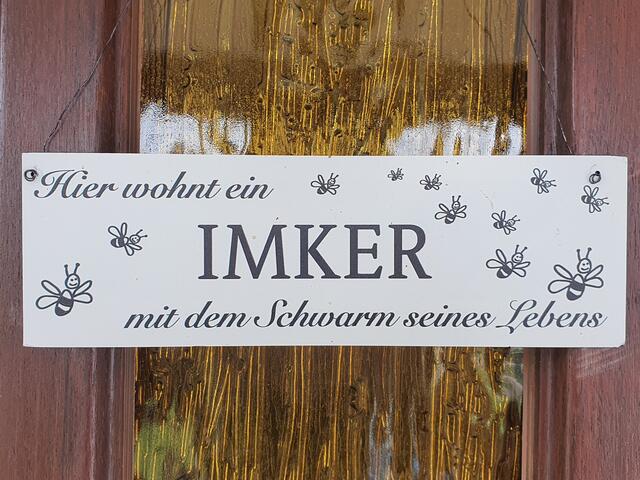 Hier wohnt ein
IMKER
mit dem Schwarm seines Lebens